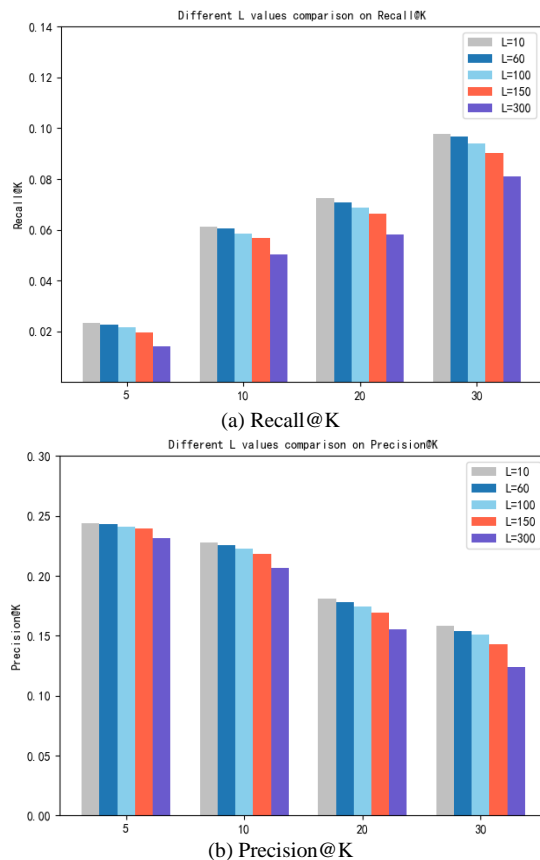 Different L values comparison on Recall@K
0.14
0.12
0.10
0.08
0.06
0.04
0.02
Recall@K
L=10
L=60
L=100
L=150
L=300
5 10 20 30
(a) Recall@K
Different L values comparison on Precision@K
0.30
0.25
0.20
0.15
0.10
0.05
0.00
Precision@K
L=10
L=60
L=100
L=150
L=300
5 10 20 30
(b) Precision@K